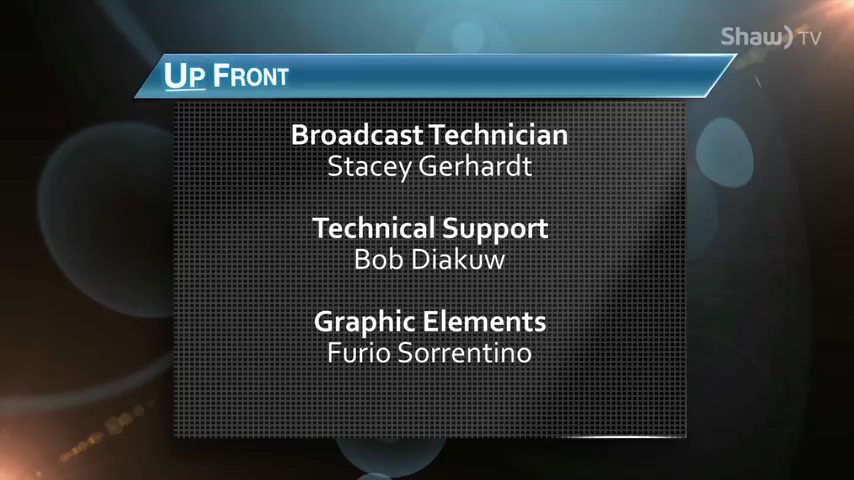 Shaw) TV
UP FRONT
Broadcast Technician
Stacey Gerhardt
Technical Support
Bob Diakuw
Graphic Elements
Furio Sorrentino